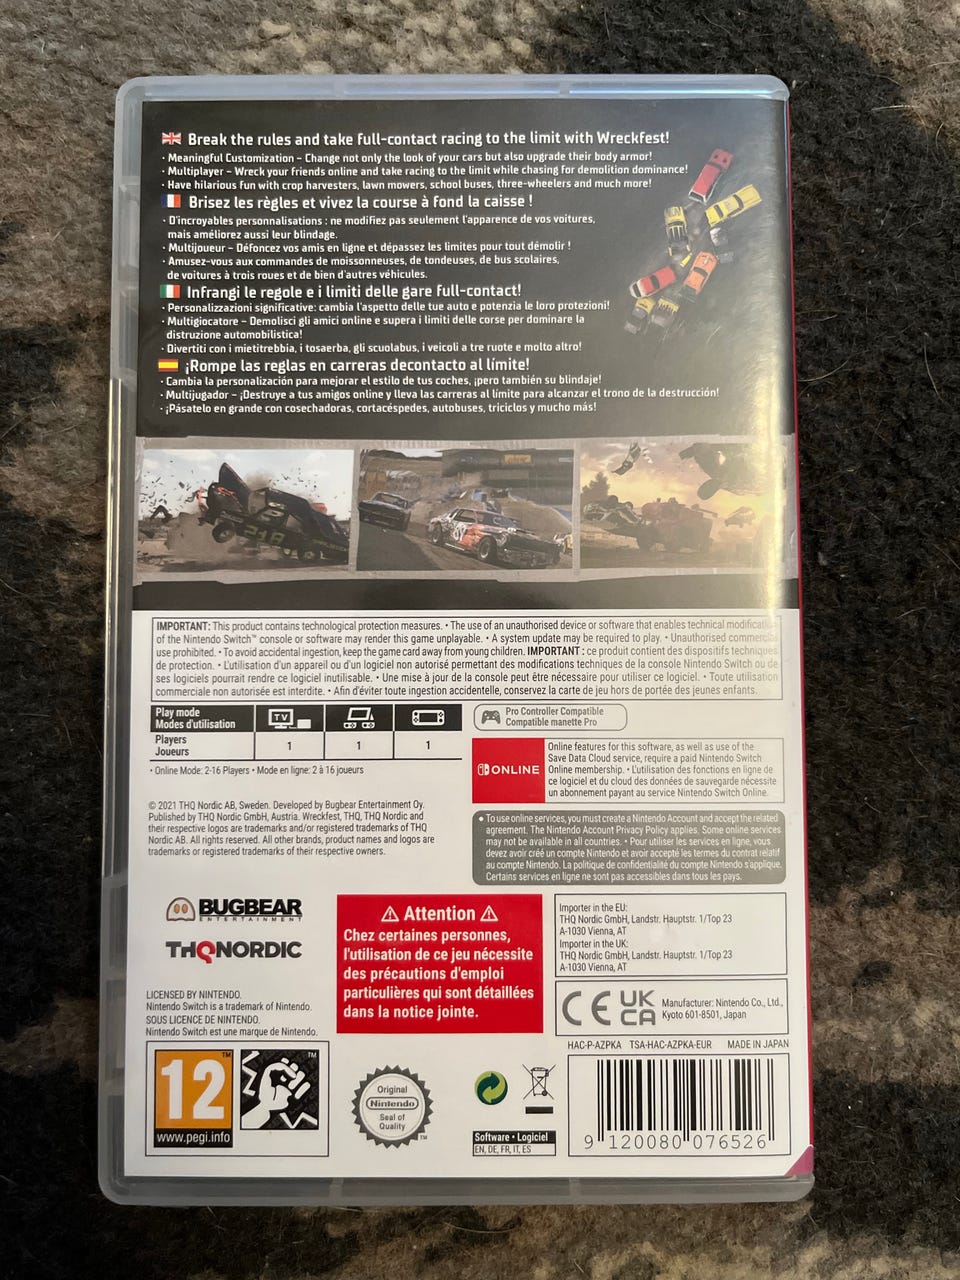 Break the rules and take full-contact racing to the limit with Wreckfest!
· Meaningful Customization – Change not only the look of your cars but also upgrade their body armor!
· Multiplayer – Wreck your friends online and take racing to the limit while chasing for demolition dominance!
· Have hilarious fun with crop harvesters, lawn mowers, school buses, three-wheelers and much more!
Brisez les règles et vivez la course à fond la caisse !
· D'incroyables personnalisations : ne modifiez pas seulement l'apparence de vos voitures,
mais améliorez aussi leur blindage.
· Multijoueur – Défoncez vos amis en ligne et dépassez les limites pour tout démolir !
· Amusez-vous aux commandes de moissonneuses, de tondeuses, de bus scolaires,
de voitures à trois roues et de bien d'autres véhicules.
Infrangi le regole e i limiti delle gare full-contact!
· Personalizzazioni significative: cambia l'aspetto delle tue auto e potenzia le loro protezioni!
· Multigiocatore – Demolisci gli amici online e supera i limiti delle corse per dominare la
distruzione automobilistica!
· Divertiti con i mietitrebbia, i tosaerba, gli scuolabus, i veicoli a tre ruote e molto altro!
¡Rompe las reglas en carreras decontacto al límite!
· Cambia la personalización para mejorar el estilo de tus coches, ¡pero también su blindaje!
· Multijugador – ¡Destruye a tus amigos online y lleva las carreras al límite para alcanzar el trono de la destrucción!
· ¡Pásatelo en grande con cosechadoras, cortacéspedes, autobuses, triciclos y mucho más!
218
IMPORTANT: This product contains technological protection measures. • The use of an unauthorised device or software that enables technical modification
of the Nintendo Switch™ console or software may render this game unplayable. • A system update may be required to play. • Unauthorised commercial
use prohibited. • To avoid accidental ingestion, keep the game card away from young children. IMPORTANT : ce produit contient des dispositifs techniques
de protection. • L'utilisation d'un appareil ou d'un logiciel non autorisé permettant des modifications techniques de la console Nintendo Switch ou de
ses logiciels pourrait rendre ce logiciel inutilisable. • Une mise à jour de la console peut être nécessaire pour utiliser ce logiciel. • Toute utilisation
commerciale non autorisée est interdite. • Afin d'éviter toute ingestion accidentelle, conservez la carte de jeu hors de portée des jeunes enfants.
Play mode
Modes d'utilisation
TV
Players
Joueurs
1 1 1
• Online Mode: 2-16 Players • Mode en ligne: 2 à 16 joueurs
Pro Controller Compatible
Compatible manette Pro
ONLINE
Online features for this software, as well as use of the
Save Data Cloud service, require a paid Nintendo Switch
Online membership. • L'utilisation des fonctions en ligne de
ce logiciel et du cloud des données de sauvegarde nécessite
un abonnement payant au service Nintendo Switch Online.
© 2021 THQ Nordic AB, Sweden. Developed by Bugbear Entertainment Oy.
Published by THQ Nordic GmbH, Austria. Wreckfest, THQ, THQ Nordic and
their respective logos are trademarks and/or registered trademarks of THQ
Nordic AB. All rights reserved. All other brands, product names and logos are
trademarks or registered trademarks of their respective owners.
• To use online services, you must create a Nintendo Account and accept the related
agreement. The Nintendo Account Privacy Policy applies. Some online services
may not be available in all countries. • Pour utiliser les services en ligne, vous
devez avoir créé un compte Nintendo et avoir accepté les termes du contrat relatif
au compte Nintendo. La politique de confidentialité du compte Nintendo s'applique.
Certains services en ligne ne sont pas accessibles dans tous les pays.
BUGBEAR
ENTERTAINMENT
THQNORDIC
Attention
Chez certaines personnes,
l'utilisation de ce jeu nécessite
des précautions d'emploi
particulières qui sont détaillées
dans la notice jointe.
Importer in the EU:
THQ Nordic GmbH, Landstr. Hauptstr. 1/Top 23
A-1030 Vienna, AT
Importer in the UK:
THQ Nordic GmbH, Landstr. Hauptstr. 1/Top 23
A-1030 Vienna, AT
CE UK
CA
Manufacturer: Nintendo Co., Ltd.,
Kyoto 601-8501, Japan
LICENSED BY NINTENDO.
Nintendo Switch is a trademark of Nintendo.
SOUS LICENCE DE NINTENDO.
Nintendo Switch est une marque de Nintendo.
HAC-P-AZPKA TSA-HAC-AZPKA-EUR MADE IN JAPAN
12 ™
www.pegi.info
™
Original
Nintendo
Seal of
Quality
™
Software • Logiciel
EN, DE, FR, IT, ES
9 120080 076526